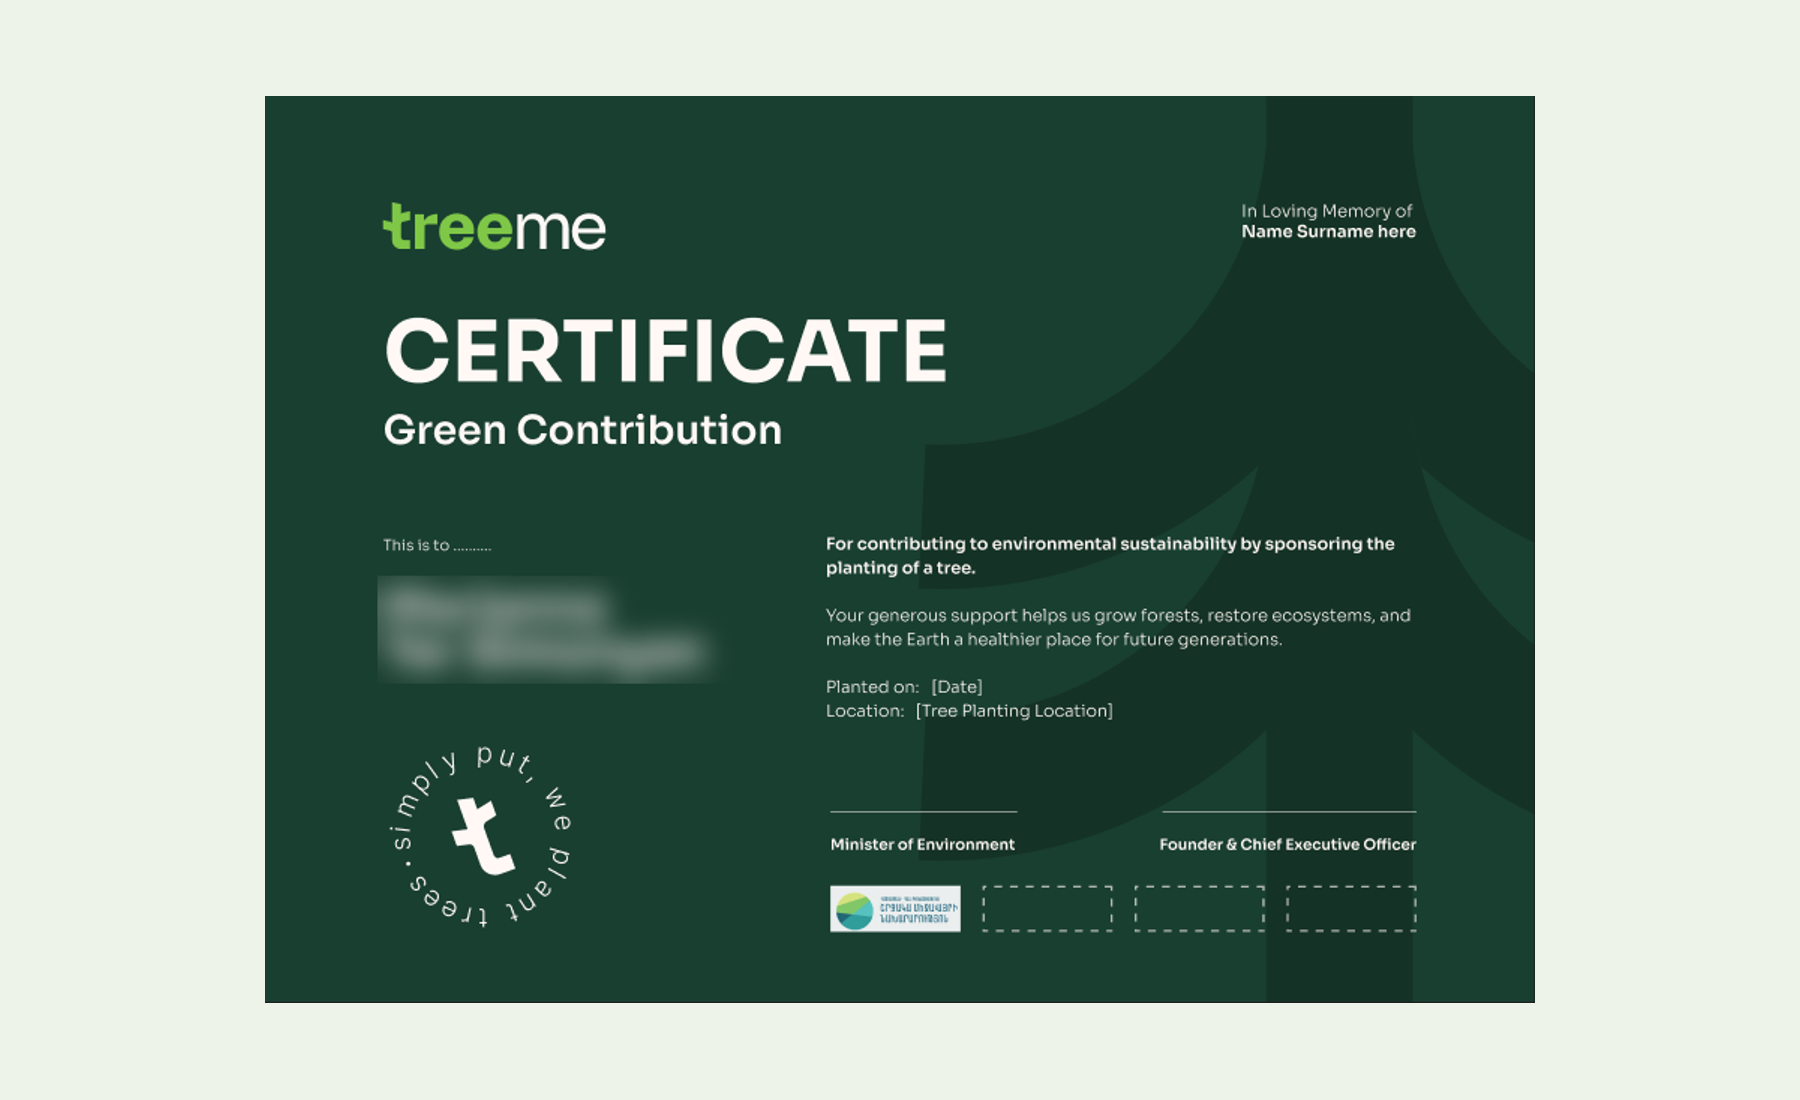 treeme
In Loving Memory of
Name Surname here
CERTIFICATE
Green Contribution
This is to ..........
For contributing to environmental sustainability by sponsoring the
planting of a tree.
Your generous support helps us grow forests, restore ecosystems, and
make the Earth a healthier place for future generations.
Planted on: [Date]
Location: [Tree Planting Location]
simply put, we plant trees.
t
Minister of Environment
Founder & Chief Executive Officer
ՇՐՋԱԿԱ ՄԻՋԱՎԱՅՐԻ
ՆԱԽԱՐԱՐՈՒԹՅՈՒՆ